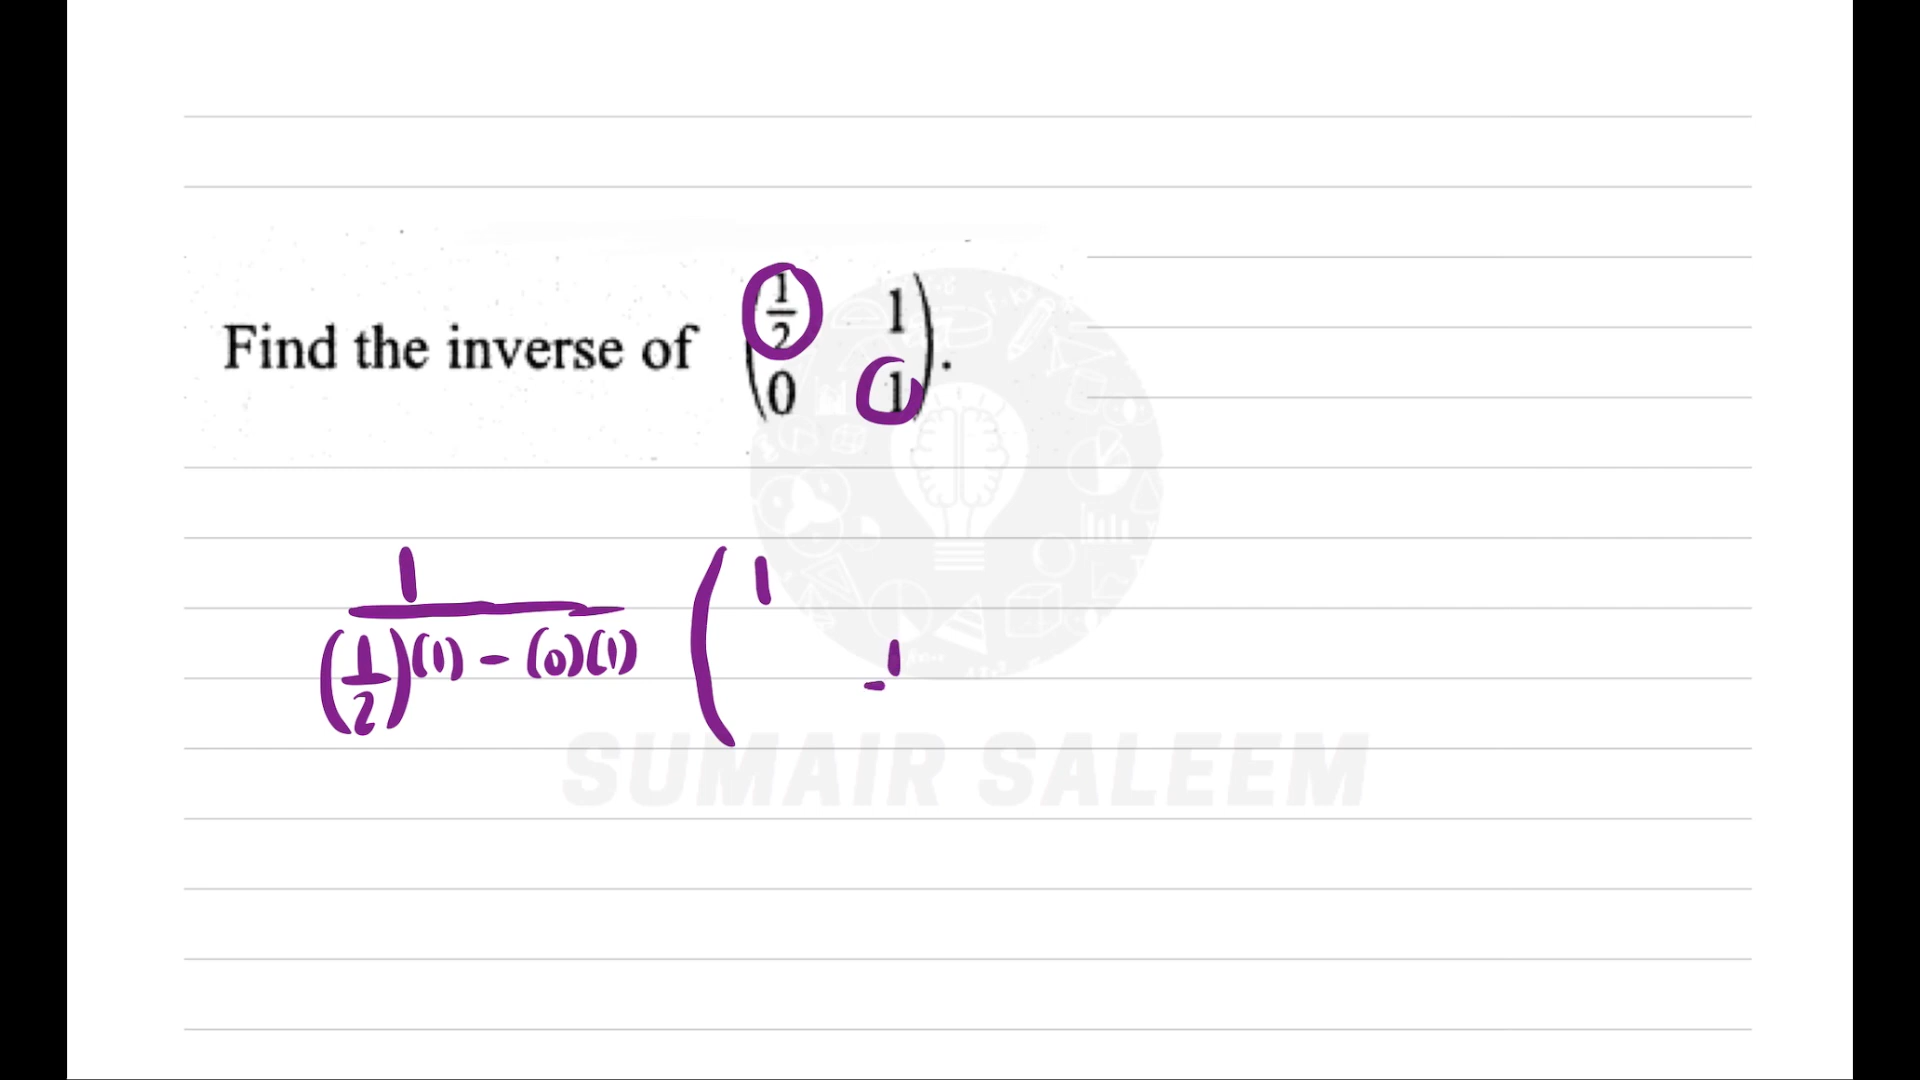 Find the inverse of (1/2 1
0 1).
1
(1/2)(1) - (0)(1) ( 1
1
-
SUMAIR SALEEM